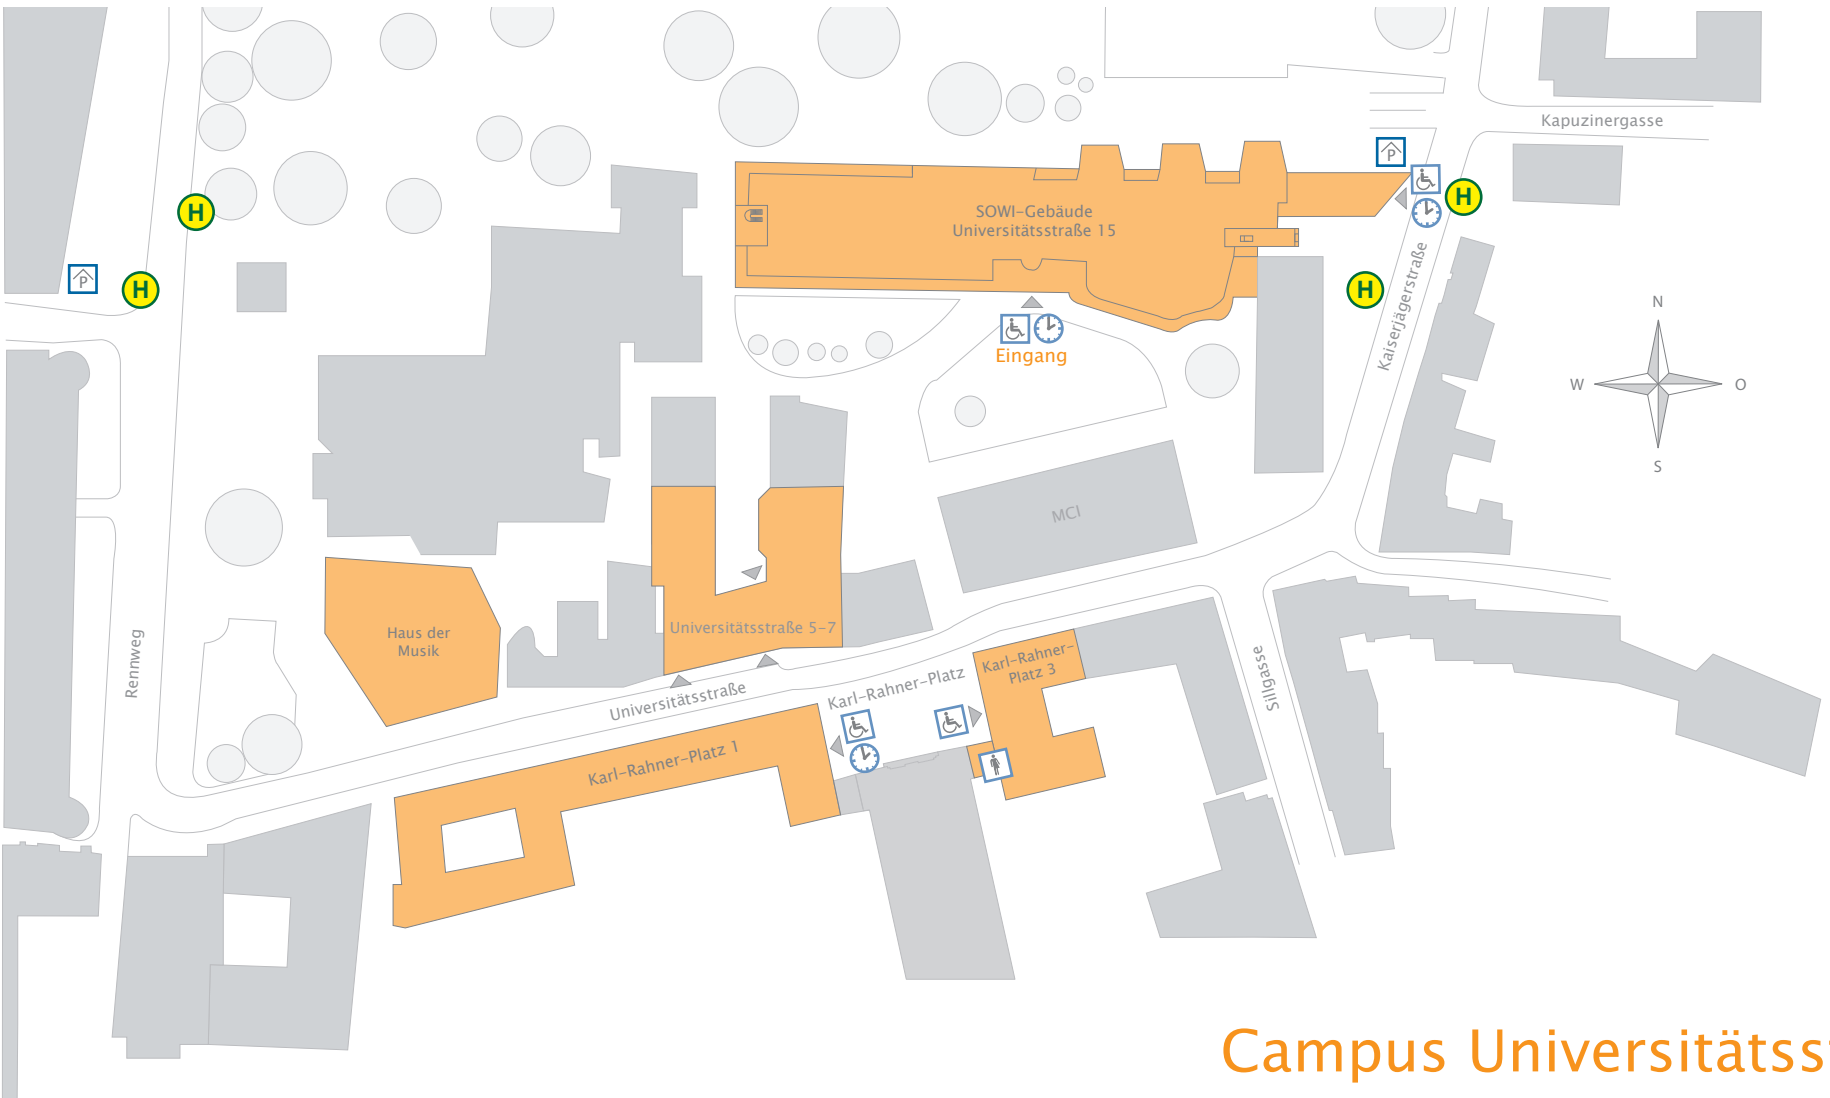 Kapuzinergasse
P
H
H
SOWI-Gebäude
Universitätsstraße 15
P
H
H
Kaiserjägerstraße
Eingang
N
W
O
S
MCI
Haus der
Musik
Universitätsstraße 5-7
Rennweg
Universitätsstraße
Karl-Rahner-Platz
Karl-Rahner-
Platz 3
Sillgasse
Karl-Rahner-Platz 1
Campus Universitätss